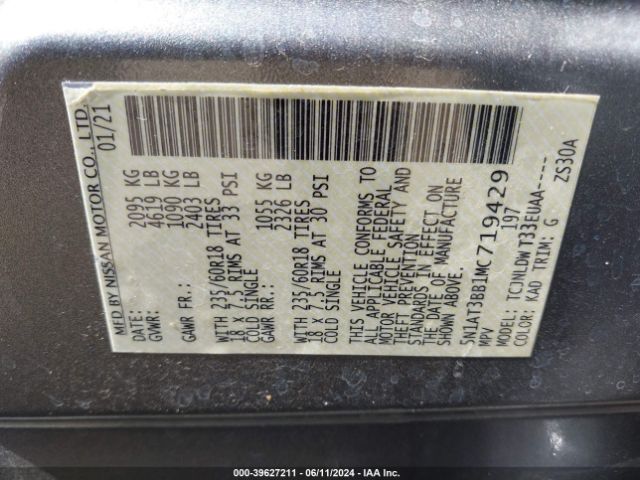 MFD BY NISSAN MOTOR CO., LTD.
DATE: 01/21
GVWR: 2095 KG
4619 LB
GAWR FR.: 1090 KG
2403 LB
WITH 235/60R18 TIRES
18 X 7.5 RIMS AT 33 PSI
COLD SINGLE
GAWR RR.: 1055 KG
2326 LB
WITH 235/60R18 TIRES
18 X 7.5 RIMS AT 30 PSI
COLD SINGLE
THIS VEHICLE CONFORMS TO
ALL APPLICABLE FEDERAL
MOTOR VEHICLE SAFETY AND
THEFT PREVENTION
STANDARDS IN EFFECT ON
THE DATE OF MANUFACTURE
SHOWN ABOVE.
5N1AT3BB1MC719429
MPV 197
MODEL: TCJNLDWT33EUAA----
COLOR: KAD TRIM: G ZS30A
COPART - 39627211 - 06/11/2024 - IAA Inc.